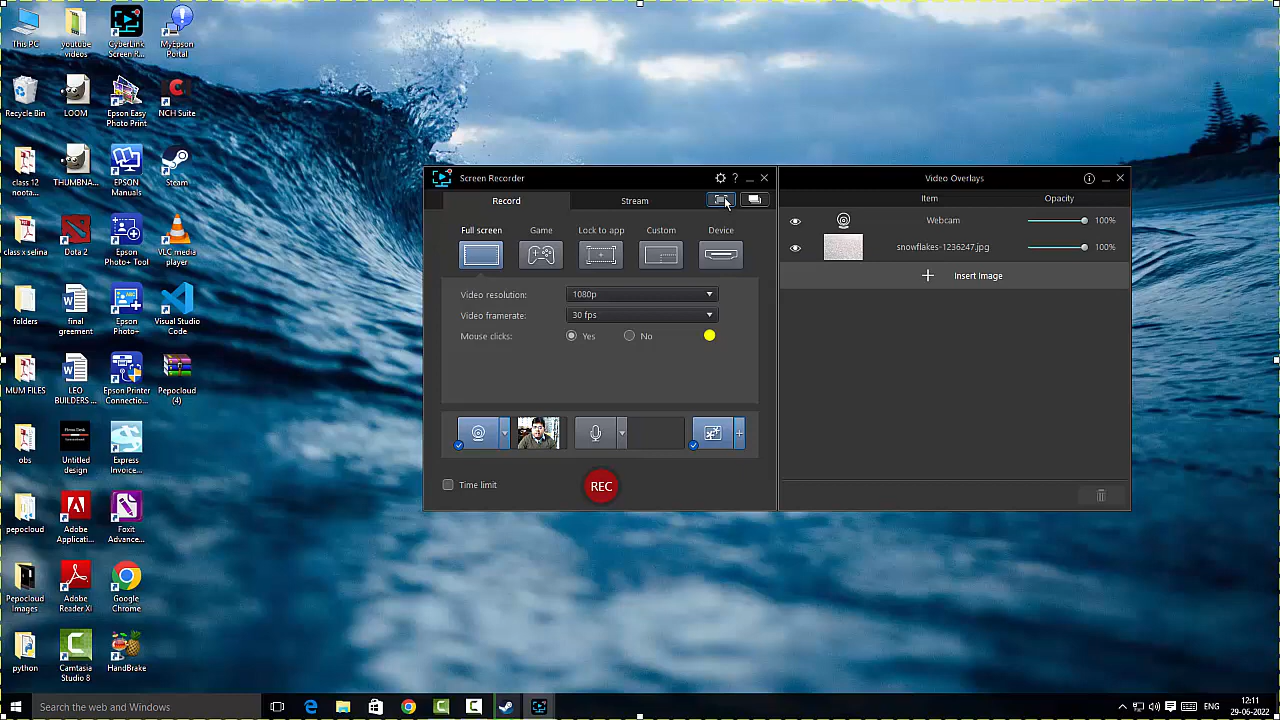 This PC
youtube videos
CyberLink Screen R...
MyEpson Portal
Recycle Bin
LOOM
Epson Easy Photo Print
NCH Suite
class 12 noota...
THUMBNA...
EPSON Manuals
Steam
class x selina
Dota 2
Epson Photo+ Tool
VLC media player
folders
final greement
Epson Photo+
Visual Studio Code
MUM FILES
LEO BUILDERS ...
Epson Printer Connectio...
Pepocloud (4)
obs
Untitled design
Express Invoice...
pepocloud
Adobe Applicati...
Foxit Advance...
Pepocloud Images
Adobe Reader XI
Google Chrome
python
Camtasia Studio 8
HandBrake
Screen Recorder
?
Record
Stream
Full screen
Game
Lock to app
Custom
Device
Video resolution:
1080p
Video framerate:
30 fps
Mouse clicks:
Yes
No
Time limit
REC
Video Overlays
Item
Opacity
Webcam
100%
snowflakes-1236247.jpg
100%
Insert Image
Search the web and Windows
ENG
12:11
29-06-2022